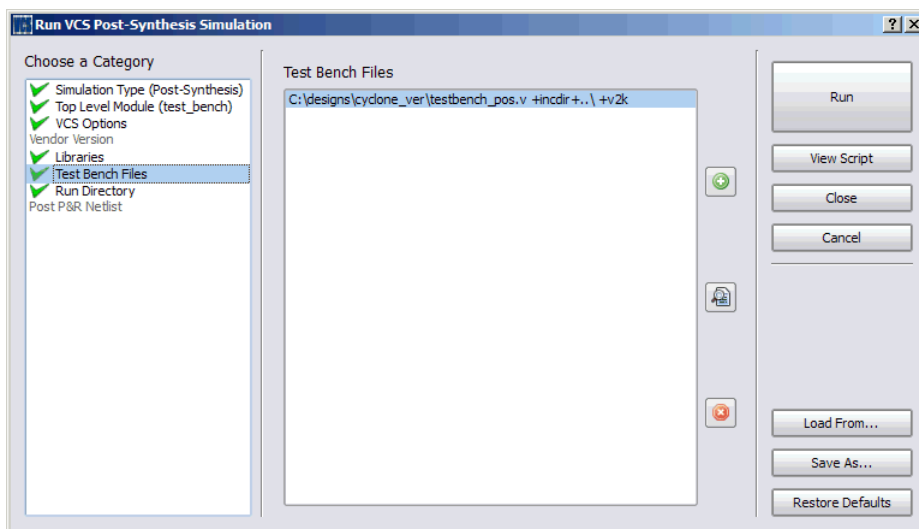 Run VCS Post-Synthesis Simulation
Choose a Category
Simulation Type (Post-Synthesis)
Top Level Module (test_bench)
VCS Options
Vendor Version
Libraries
Test Bench Files
Run Directory
Post P&R Netlist
Test Bench Files
C:\designs\cyclone_ver\testbench_pos.v +incdir+..\ +v2k
Run
View Script
Close
Cancel
Load From...
Save As...
Restore Defaults